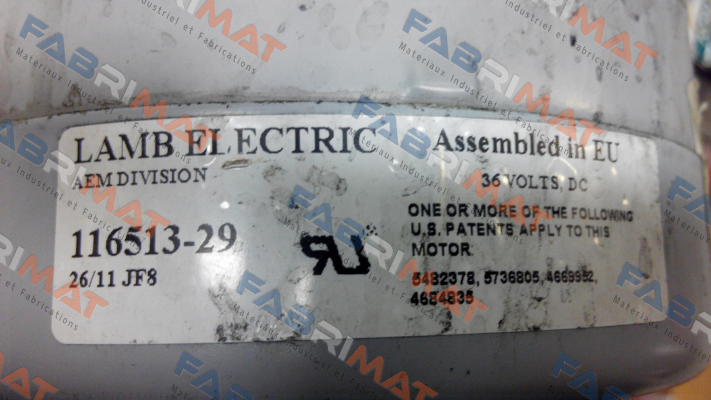 LAMB ELECTRIC
AEM DIVISION
116513-29
26/11 JF8
Assembled in EU
36 VOLTS, DC
ONE OR MORE OF THE FOLLOWING
U.S. PATENTS APPLY TO THIS
MOTOR
5482378, 5736805, 4669952,
4684835
FABRIMAT
Materiaux Industriel et Fabrications